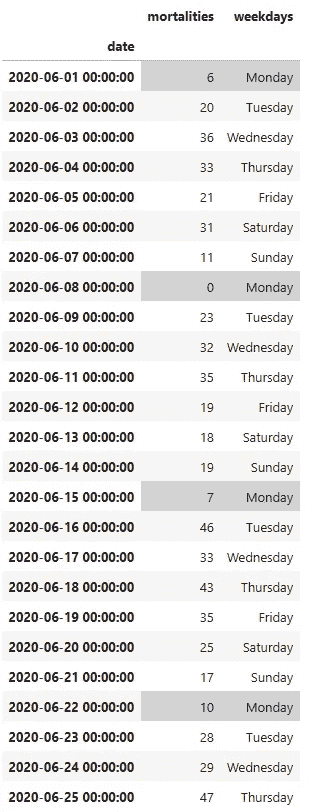 mortalities weekdays
date
2020-06-01 00:00:00 6 Monday
2020-06-02 00:00:00 20 Tuesday
2020-06-03 00:00:00 36 Wednesday
2020-06-04 00:00:00 33 Thursday
2020-06-05 00:00:00 21 Friday
2020-06-06 00:00:00 31 Saturday
2020-06-07 00:00:00 11 Sunday
2020-06-08 00:00:00 0 Monday
2020-06-09 00:00:00 23 Tuesday
2020-06-10 00:00:00 32 Wednesday
2020-06-11 00:00:00 35 Thursday
2020-06-12 00:00:00 19 Friday
2020-06-13 00:00:00 18 Saturday
2020-06-14 00:00:00 19 Sunday
2020-06-15 00:00:00 7 Monday
2020-06-16 00:00:00 46 Tuesday
2020-06-17 00:00:00 33 Wednesday
2020-06-18 00:00:00 43 Thursday
2020-06-19 00:00:00 35 Friday
2020-06-20 00:00:00 25 Saturday
2020-06-21 00:00:00 17 Sunday
2020-06-22 00:00:00 10 Monday
2020-06-23 00:00:00 28 Tuesday
2020-06-24 00:00:00 29 Wednesday
2020-06-25 00:00:00 47 Thursday